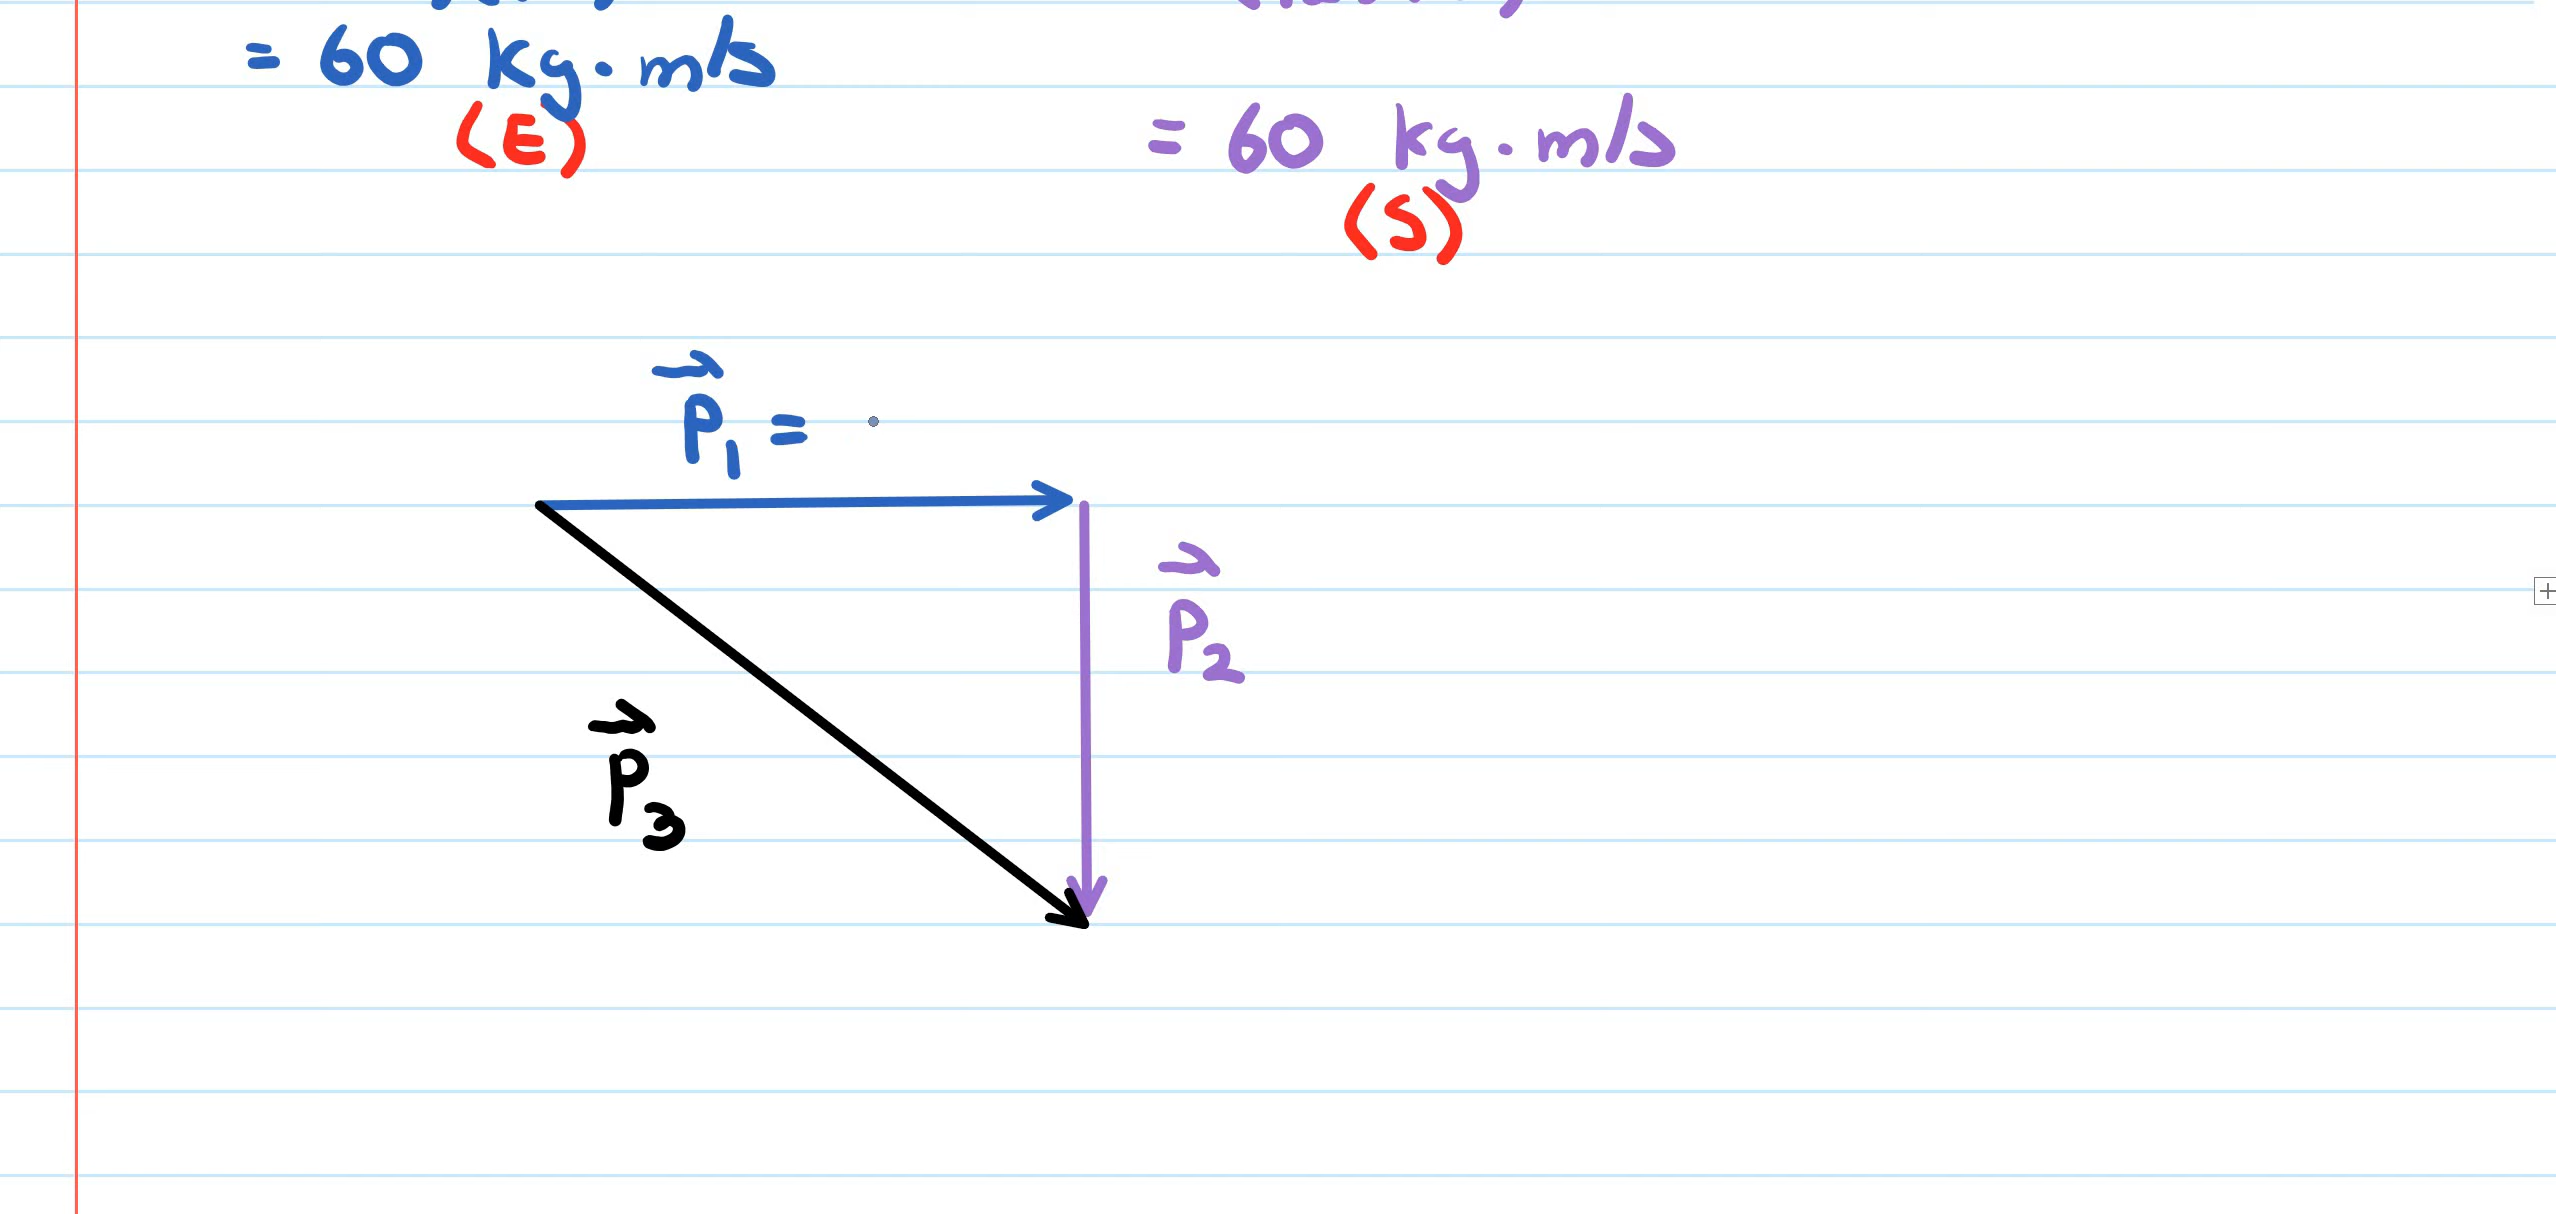 = 60 kg·m/s
(E)
= 60 kg·m/s
(S)
→
P₁ =
→
P₂
→
P₃